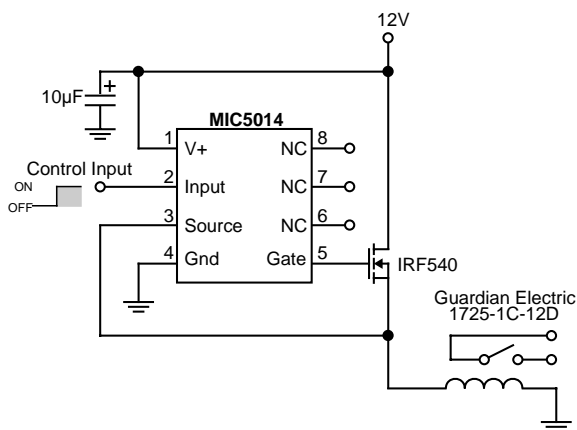 12V
10µF
+
MIC5014
1 V+ NC 8
Control Input
ON
OFF
2 Input NC 7
3 Source NC 6
4 Gnd Gate 5
IRF540
Guardian Electric
1725-1C-12D